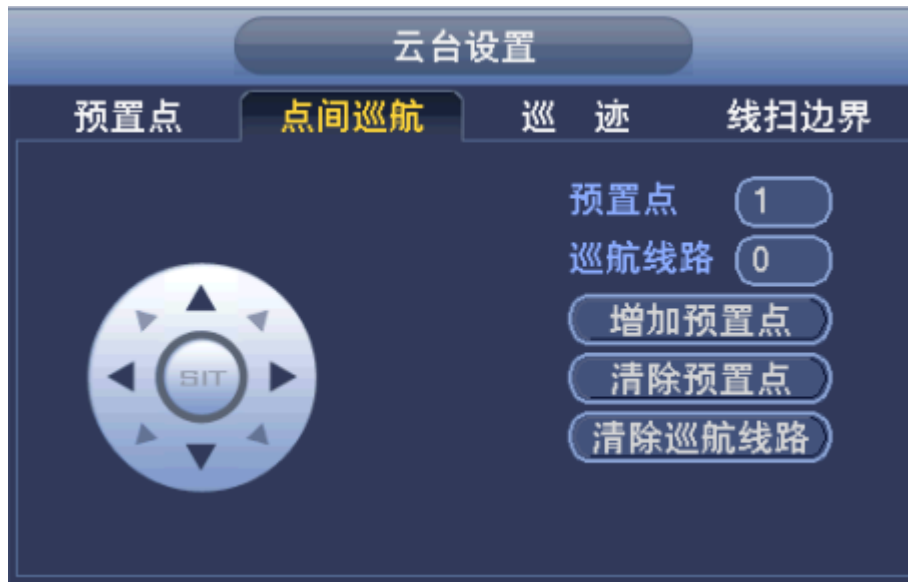 云台设置
预置点 点间巡航 巡 迹 线扫边界
预置点 1
巡航线路 0
增加预置点
SIT
清除预置点
清除巡航线路